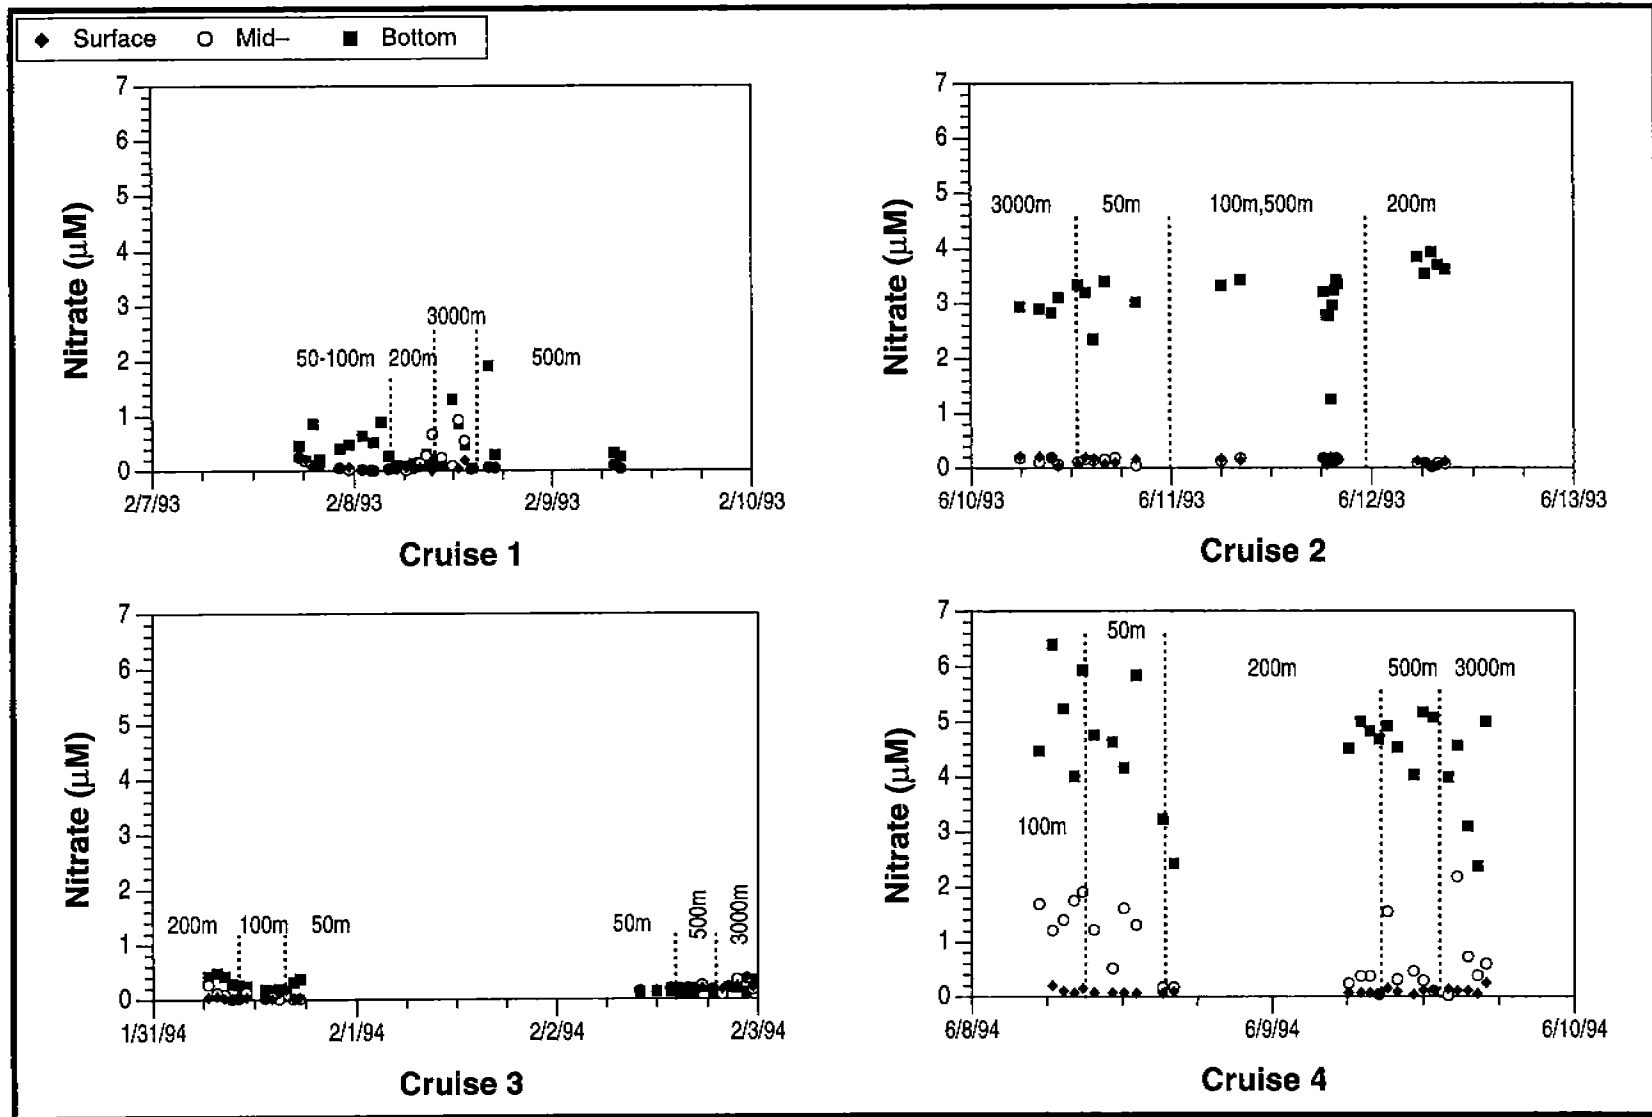 Surface Mid– Bottom
7
6
5
4
3
2
1
0
Nitrate (μM)
50-100m
200m
3000m
500m
2/7/93
2/8/93
2/9/93
2/10/93
Cruise 1
7
6
5
4
3
2
1
0
Nitrate (μM)
3000m
50m
100m,500m
200m
6/10/93
6/11/93
6/12/93
6/13/93
Cruise 2
7
6
5
4
3
2
1
0
Nitrate (μM)
200m
100m
50m
50m
500m
3000m
1/31/94
2/1/94
2/2/94
2/3/94
Cruise 3
7
6
5
4
3
2
1
0
Nitrate (μM)
100m
50m
200m
500m
3000m
6/8/94
6/9/94
6/10/94
Cruise 4